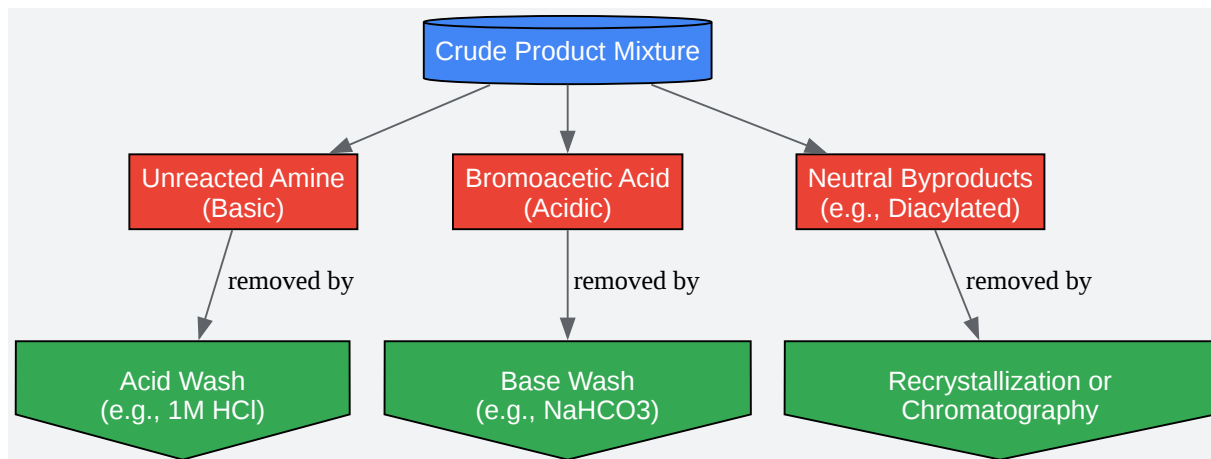 Crude Product Mixture
Unreacted Amine
(Basic)
Bromoacetic Acid
(Acidic)
Neutral Byproducts
(e.g., Diacylated)
removed by
removed by
removed by
Acid Wash
(e.g., 1M HCl)
Base Wash
(e.g., NaHCO3)
Recrystallization or
Chromatography